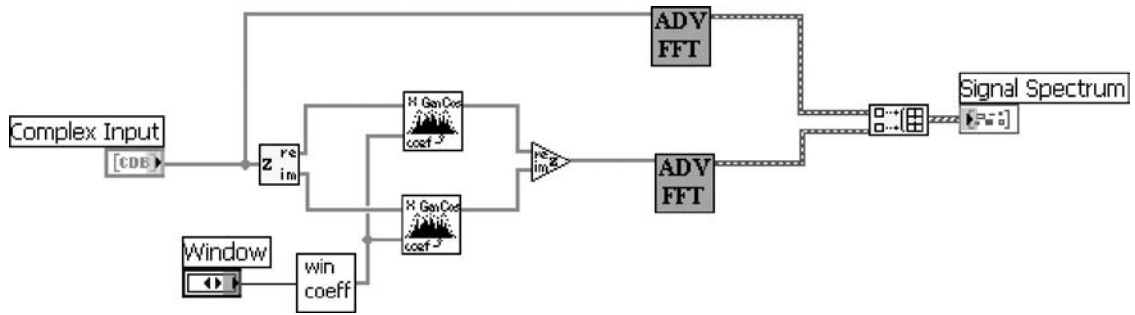 ADV
FFT
Signal Spectrum
Complex Input
[CDB]
z re
im
X GenCos
coef
re
im z
ADV
FFT
X GenCos
coef
Window
win
coeff